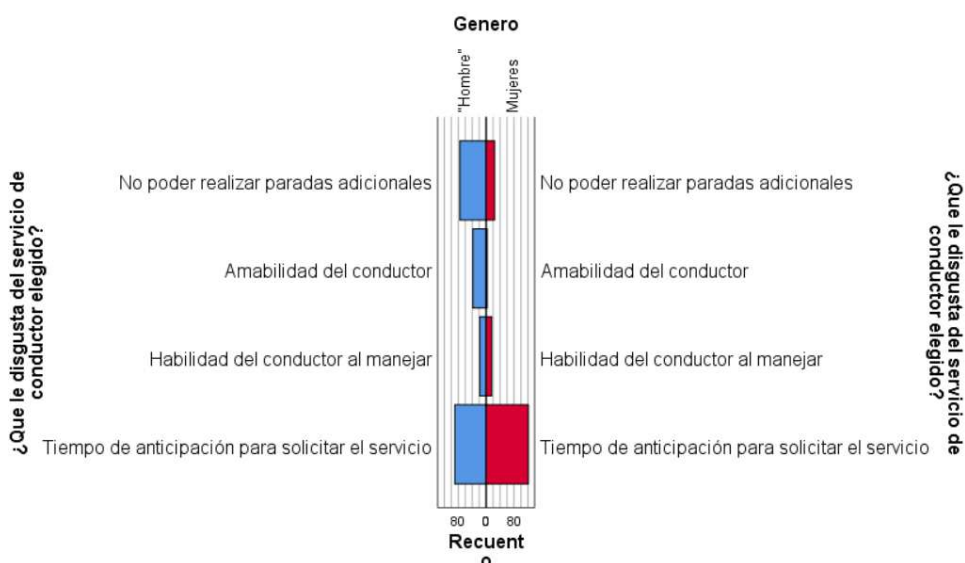 Genero
"Hombre"
Mujeres
¿Que le disgusta del servicio de
conductor elegido?
No poder realizar paradas adicionales
No poder realizar paradas adicionales
Amabilidad del conductor
Amabilidad del conductor
Habilidad del conductor al manejar
Habilidad del conductor al manejar
Tiempo de anticipación para solicitar el servicio
Tiempo de anticipación para solicitar el servicio
¿Que le disgusta del servicio de
conductor elegido?
80 0 80
Recuent
o